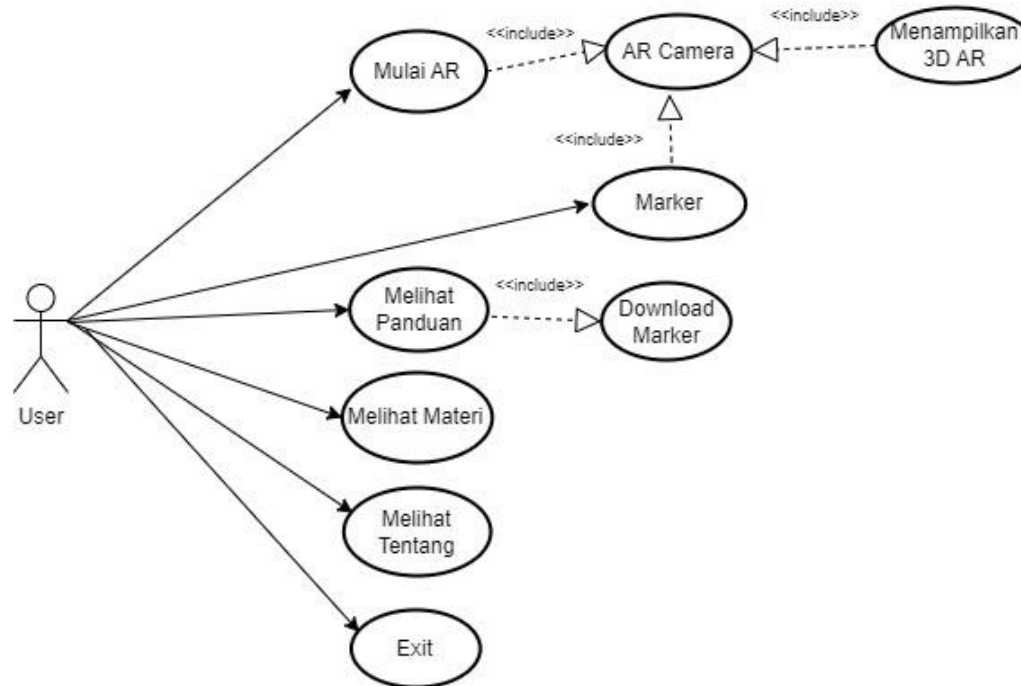 <<include>>
<<include>>
Menampilkan
3D AR
Mulai AR
AR Camera
<<include>>
Marker
<<include>>
Melihat
Panduan
Download
Marker
User
Melihat Materi
Melihat
Tentang
Exit